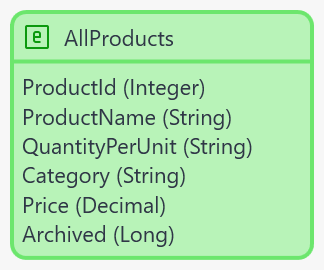 AllProducts
ProductId (Integer)
ProductName (String)
QuantityPerUnit (String)
Category (String)
Price (Decimal)
Archived (Long)